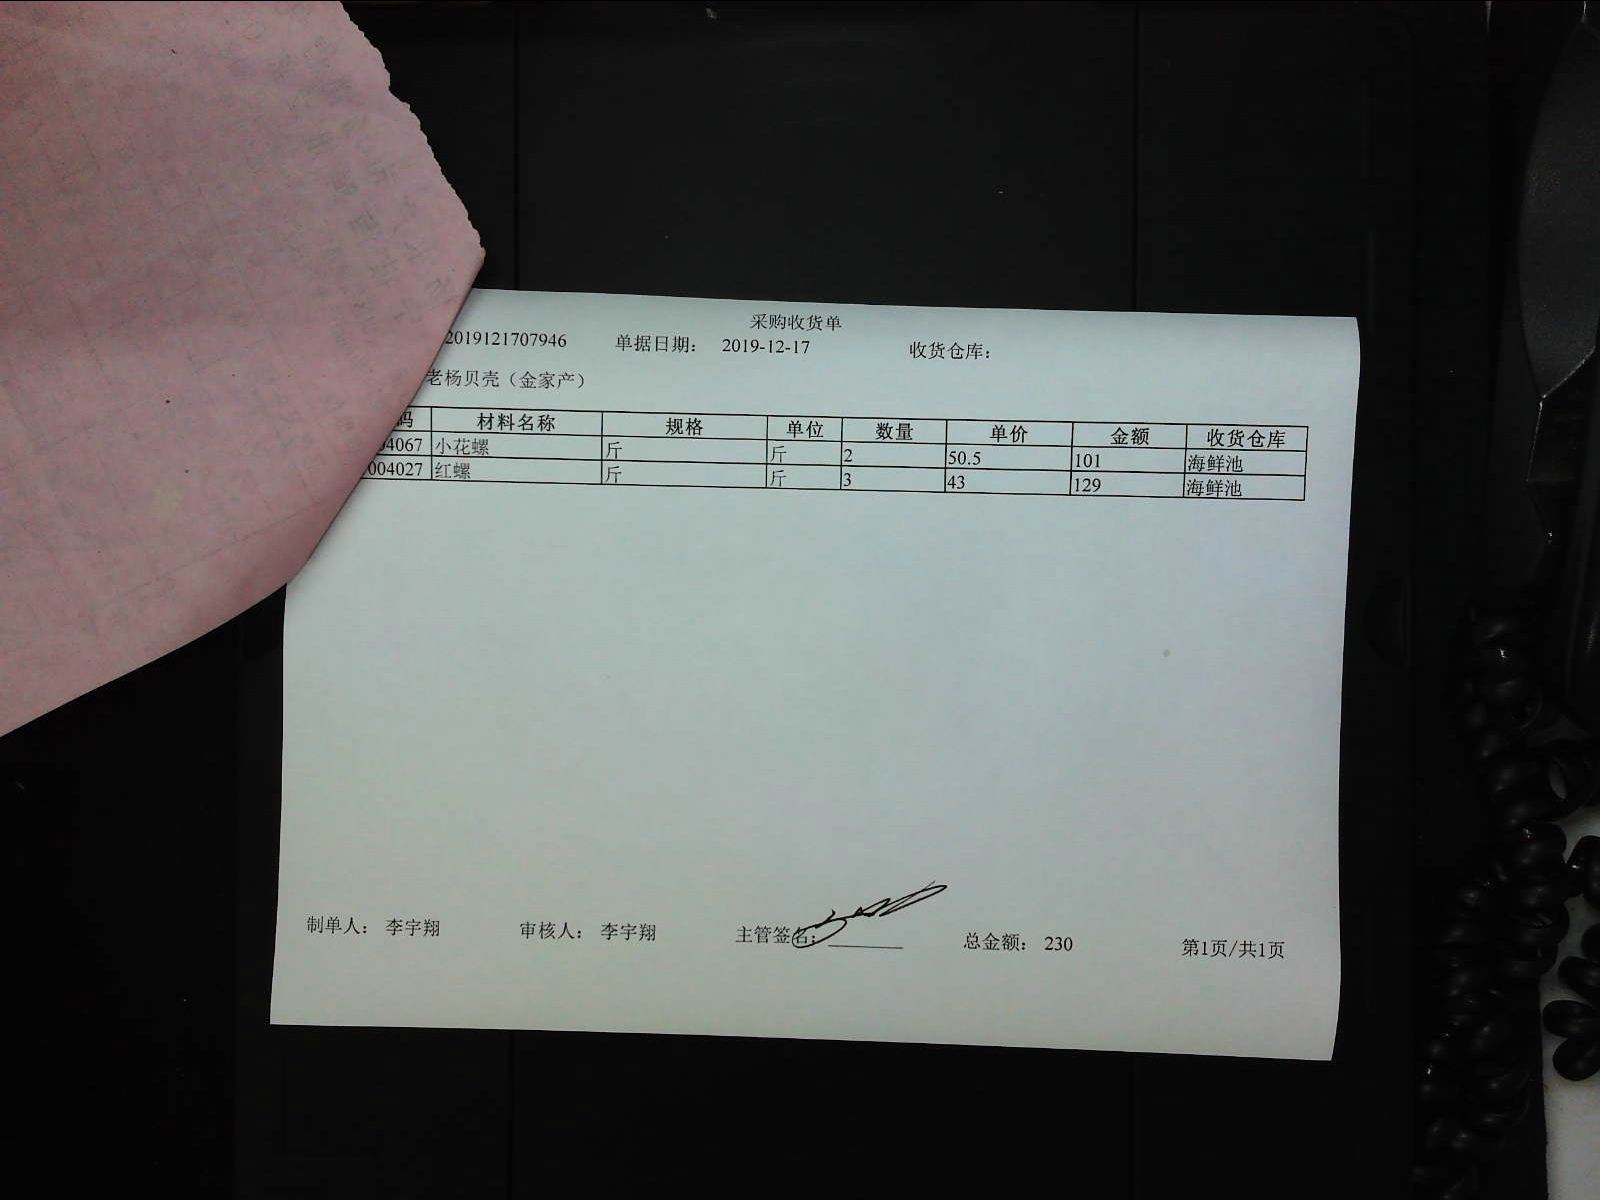 采购收货单
2019121707946 单据日期： 2019-12-17 收货仓库：
老杨贝壳（金家产）
码 材料名称 规格 单位 数量 单价 金额 收货仓库
04067 小花螺 斤 斤 2 50.5 101 海鲜池
004027 红螺 斤 斤 3 43 129 海鲜池
制单人： 李宇翔 审核人： 李宇翔 主管签名： 总金额： 230 第1页/共1页